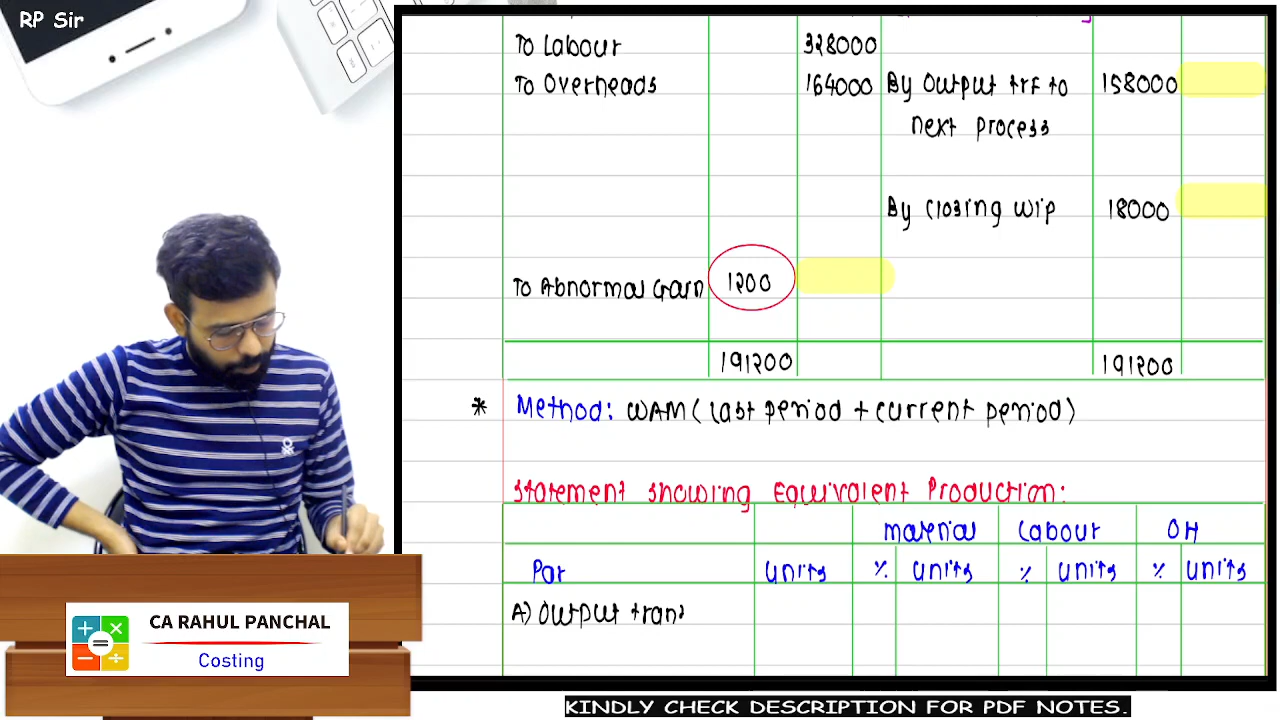 RP Sir
To Labour 328000
To Overheads 164000 By Output trf to 158000
next process
By Closing WIP 18000
To Abnormal Gain 1200
191200 191200
* Method: WAM (last period + current period)
Statement showing Equivalent Production:
Material Labour OH
Par units % units % units % units
A) Output trans
CA RAHUL PANCHAL
Costing
KINDLY CHECK DESCRIPTION FOR PDF NOTES.